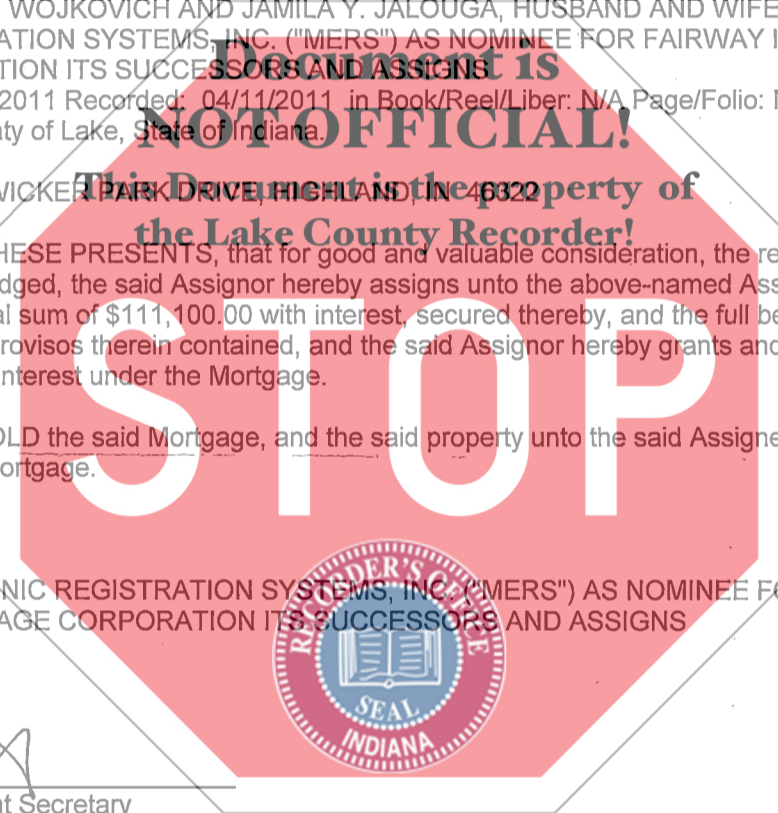 WOJKOVICH AND JAMILA Y. JALOUGA, HUSBAND AND WIFE
ATION SYSTEMS, INC. ("MERS") AS NOMINEE FOR FAIRWAY I
TION ITS SUCCESSORS AND ASSIGNS
Document is
2011 Recorded: 04/11/2011 in Book/Reel/Liber: N/A Page/Folio:
NOT OFFICIAL!
ty of Lake, State of Indiana.
WICKER PARK DRIVE, HIGHLAND, IN 46322
This Document is the property of
the Lake County Recorder!
HESE PRESENTS, that for good and valuable consideration, the re
dged, the said Assignor hereby assigns unto the above-named Ass
al sum of $111,100.00 with interest, secured thereby, and the full be
rovisos therein contained, and the said Assignor hereby grants and
nterest under the Mortgage.
STOP
OLD the said Mortgage, and the said property unto the said Assigne
ortgage.
NIC REGISTRATION SYSTEMS, INC. ("MERS") AS NOMINEE FO
AGE CORPORATION ITS SUCCESSORS AND ASSIGNS
RECORDER'S OFFICE
SEAL
INDIANA
nt Secretary